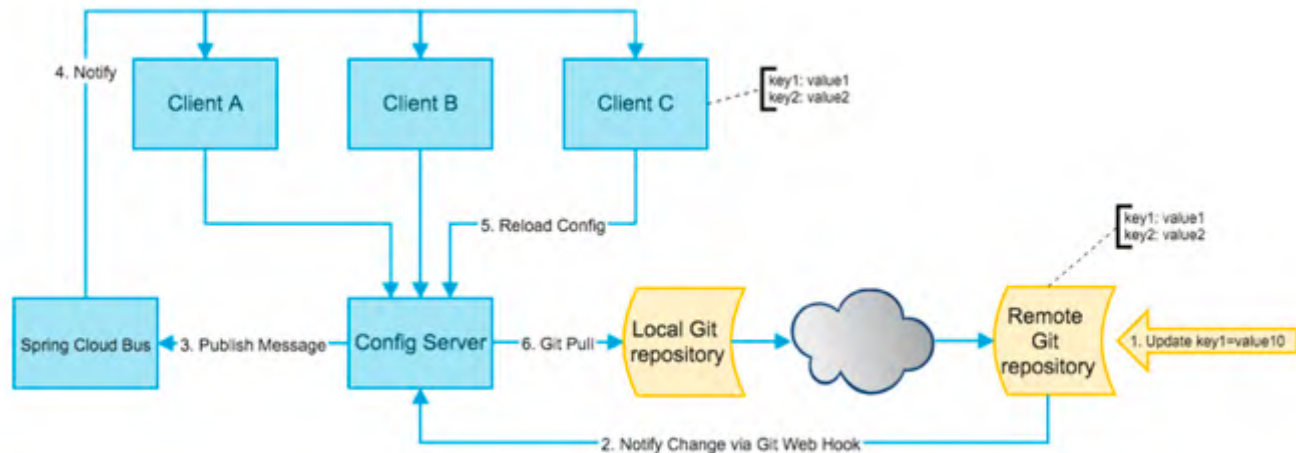 4. Notify
Client A
Client B
Client C
key1: value1
key2: value2
5. Reload Config
key1: value1
key2: value2
Spring Cloud Bus
3. Publish Message
Config Server
6. Git Pull
Local Git
repository
Remote
Git
repository
1. Update key1=value10
2. Notify Change via Git Web Hook